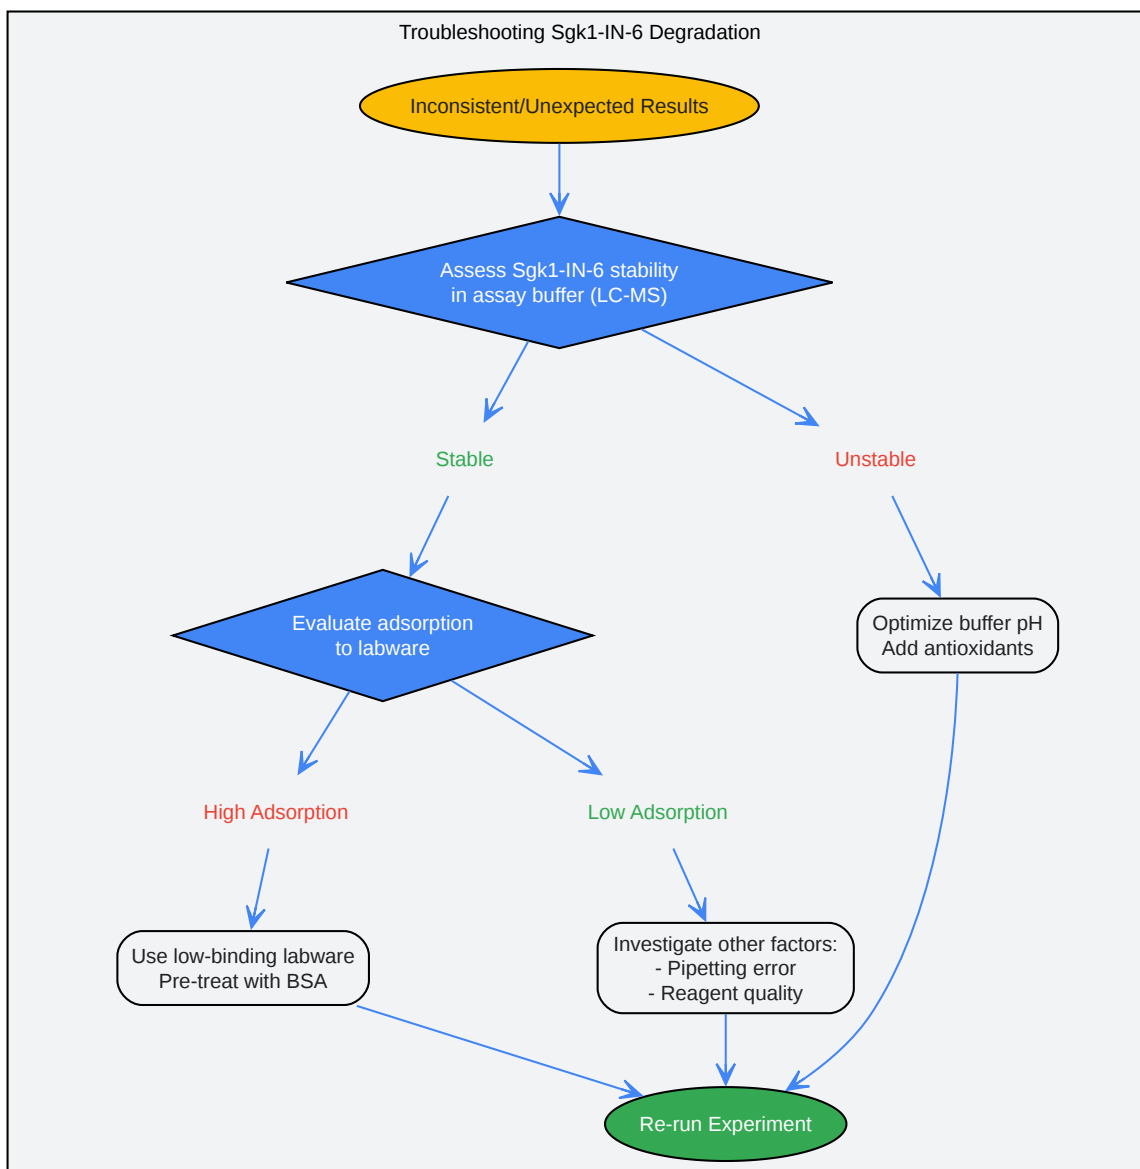 Troubleshooting Sgk1-IN-6 Degradation
Inconsistent/Unexpected Results
Assess Sgk1-IN-6 stability
in assay buffer (LC-MS)
Stable
Unstable
Evaluate adsorption
to labware
Optimize buffer pH
Add antioxidants
High Adsorption
Low Adsorption
Use low-binding labware
Pre-treat with BSA
Investigate other factors:
- Pipetting error
- Reagent quality
Re-run Experiment